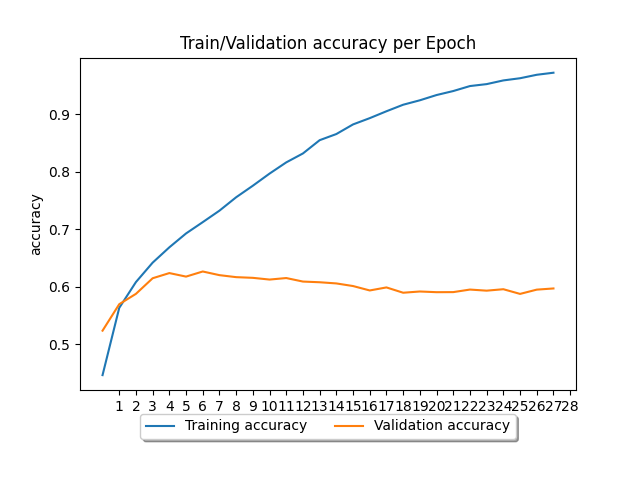 Train/Validation accuracy per Epoch
accuracy
0.9
0.8
0.7
0.6
0.5
1 2 3 4 5 6 7 8 9 10 11 12 13 14 15 16 17 18 19 20 21 22 23 24 25 26 27 28
Training accuracy Validation accuracy